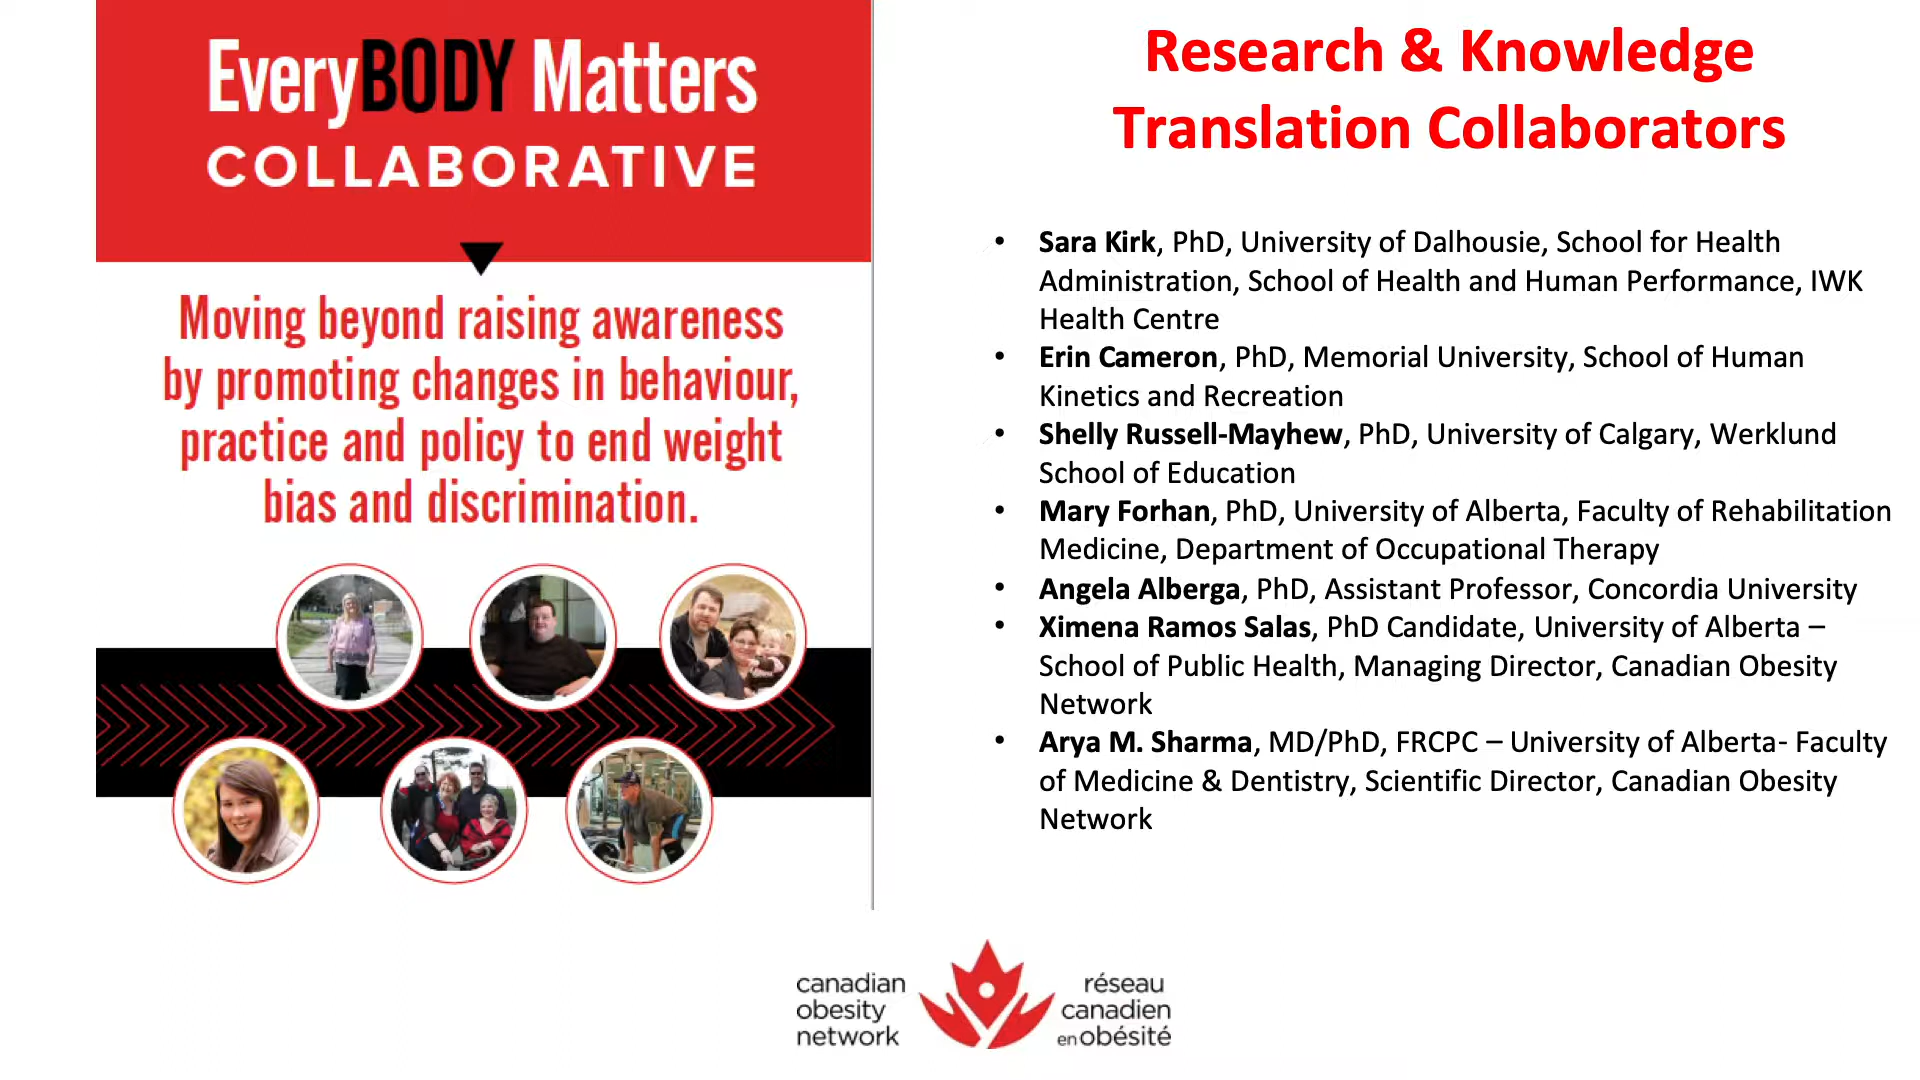 EveryBODY Matters
COLLABORATIVE
Moving beyond raising awareness
by promoting changes in behaviour,
practice and policy to end weight
bias and discrimination.
Research & Knowledge
Translation Collaborators
• Sara Kirk, PhD, University of Dalhousie, School for Health
Administration, School of Health and Human Performance, IWK
Health Centre
• Erin Cameron, PhD, Memorial University, School of Human
Kinetics and Recreation
• Shelly Russell-Mayhew, PhD, University of Calgary, Werklund
School of Education
• Mary Forhan, PhD, University of Alberta, Faculty of Rehabilitation
Medicine, Department of Occupational Therapy
• Angela Alberga, PhD, Assistant Professor, Concordia University
• Ximena Ramos Salas, PhD Candidate, University of Alberta –
School of Public Health, Managing Director, Canadian Obesity
Network
• Arya M. Sharma, MD/PhD, FRCPC – University of Alberta- Faculty
of Medicine & Dentistry, Scientific Director, Canadian Obesity
Network
canadian
obesity
network
réseau
canadien
en obésité